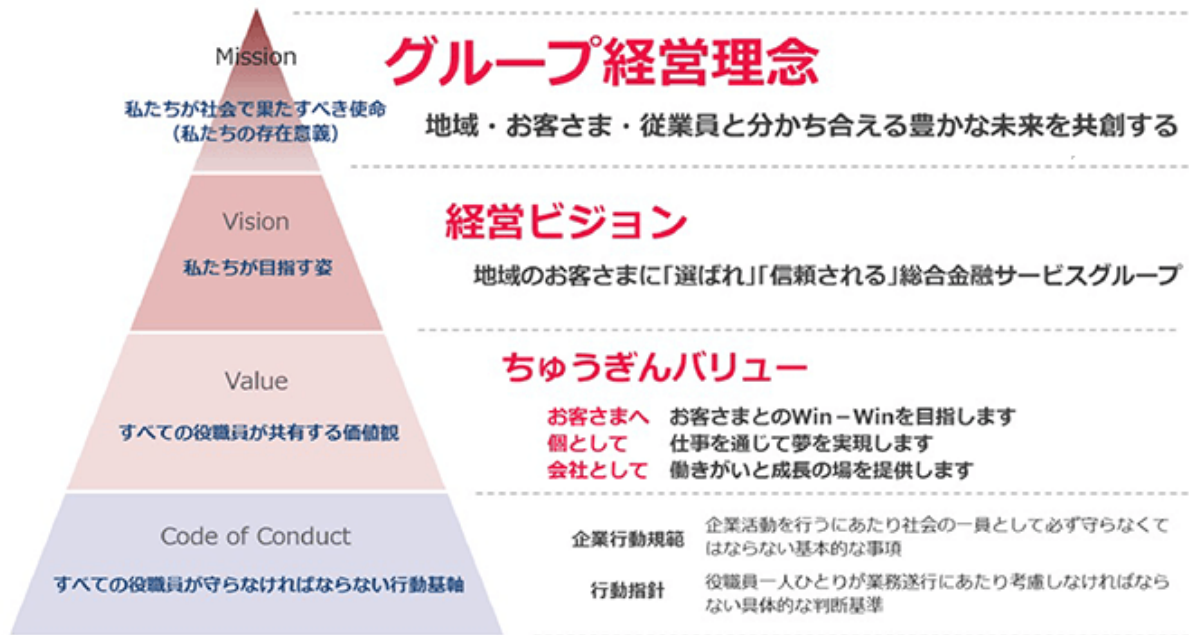 Mission
私たちが社会で果たすべき使命
（私たちの存在意義）
グループ経営理念
地域・お客さま・従業員と分かち合える豊かな未来を共創する
Vision
私たちが目指す姿
経営ビジョン
地域のお客さまに「選ばれ」「信頼される」総合金融サービスグループ
Value
すべての役職員が共有する価値観
ちゅうぎんバリュー
お客さまへ お客さまとのWin－Winを目指します
個として 仕事を通じて夢を実現します
会社として 働きがいと成長の場を提供します
Code of Conduct
すべての役職員が守らなければならない行動基軸
企業行動規範
企業活動を行うにあたり社会の一員として必ず守らなくて
はならない基本的な事項
行動指針
役職員一人ひとりが業務遂行にあたり考慮しなければなら
ない具体的な判断基準